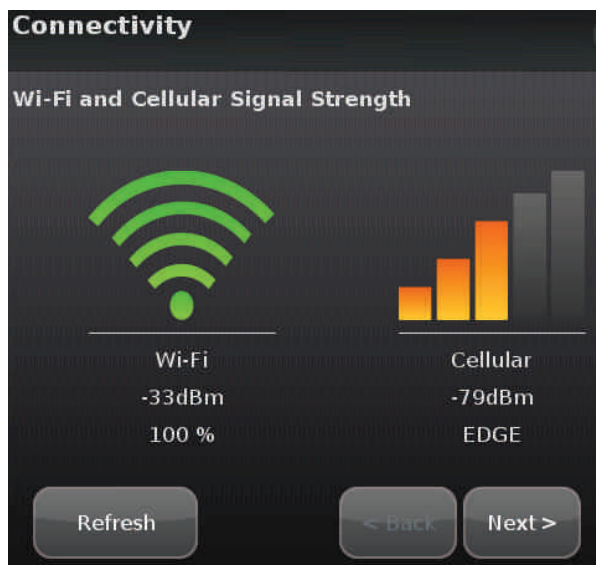 Connectivity
Wi-Fi and Cellular Signal Strength
Wi-Fi
Cellular
-33dBm
-79dBm
100 %
EDGE
Refresh
< Back
Next >